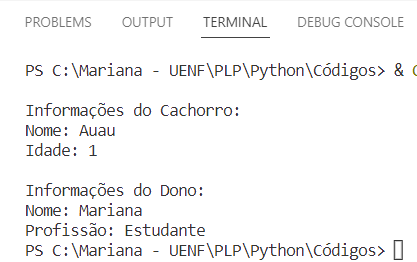 PROBLEMS OUTPUT TERMINAL DEBUG CONSOLE
PS C:\Mariana - UENF\PLP\Python\Códigos> &
Informações do Cachorro:
Nome: Auau
Idade: 1
Informações do Dono:
Nome: Mariana
Profissão: Estudante
PS C:\Mariana - UENF\PLP\Python\Códigos>